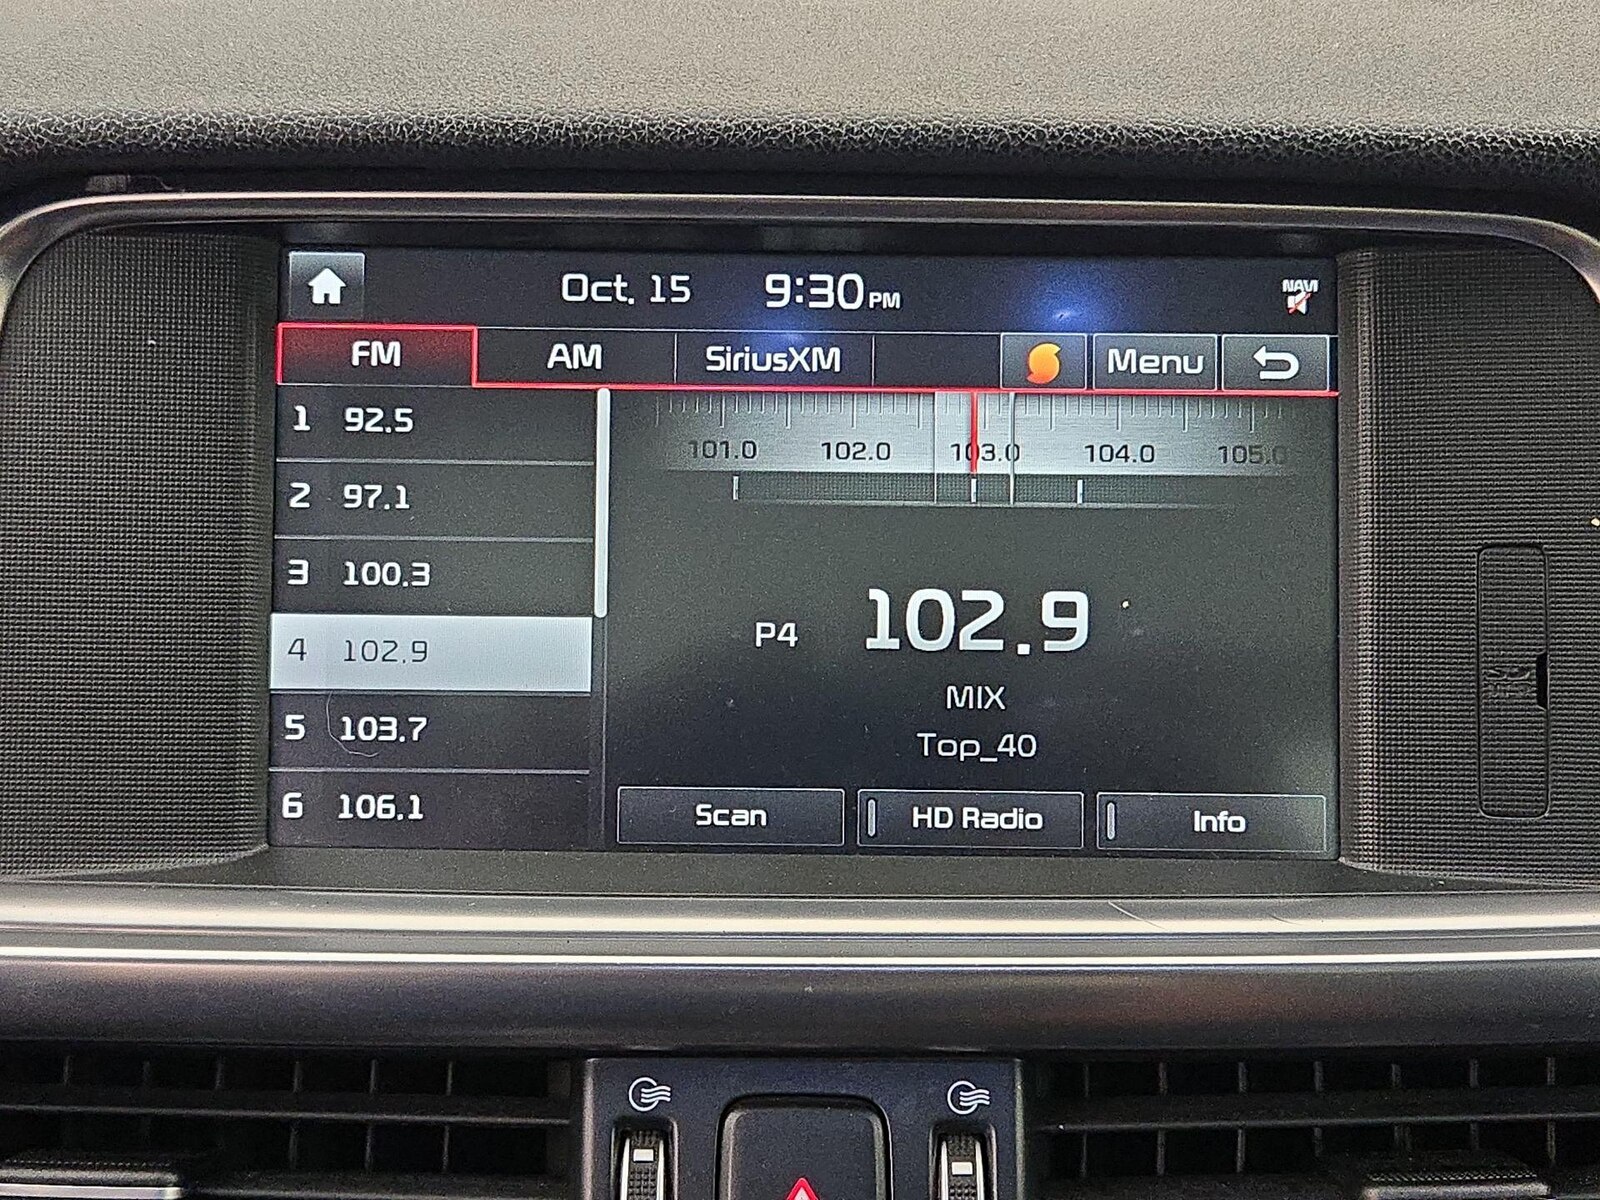 Oct. 15 9:30 PM NAVI
FM AM SiriusXM Menu
1 92.5
2 97.1
3 100.3
4 102.9
5 103.7
6 106.1
101.0 102.0 103.0 104.0 105.0
P4 102.9
MIX
Top_40
Scan HD Radio Info